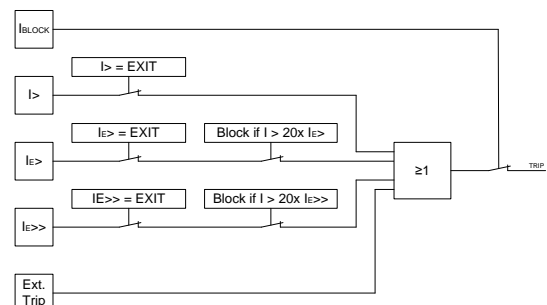 IBLOCK
I> = EXIT
I>
IE> = EXIT
Block if I > 20x IE>
IE>
≥1
TRIP
IE>> = EXIT
Block if I > 20x IE>>
IE>>
Ext.
Trip